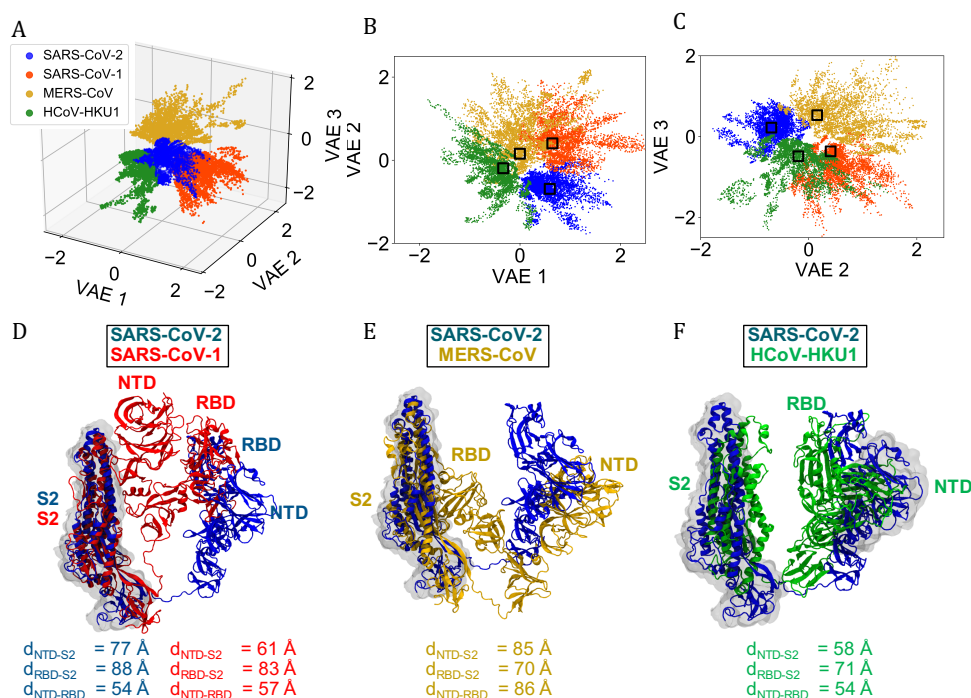 A
SARS-CoV-2
SARS-CoV-1
MERS-CoV
HCoV-HKU1
2
0
−2
VAE 3
−2
0
2
VAE 1
−2
0
2
VAE 2
B
2
0
−2
VAE 2
−2
0
2
VAE 1
C
2
0
−2
VAE 3
−2
0
2
VAE 2
D
SARS-CoV-2
SARS-CoV-1
NTD
RBD
RBD
NTD
S2
S2
dNTD-S2 = 77 Å
dRBD-S2 = 88 Å
dNTD-RBD = 54 Å
dNTD-S2 = 61 Å
dRBD-S2 = 83 Å
dNTD-RBD = 57 Å
E
SARS-CoV-2
MERS-CoV
RBD
NTD
S2
dNTD-S2 = 85 Å
dRBD-S2 = 70 Å
dNTD-RBD = 86 Å
F
SARS-CoV-2
HCoV-HKU1
RBD
S2
NTD
dNTD-S2 = 58 Å
dRBD-S2 = 71 Å
dNTD-RBD = 54 Å